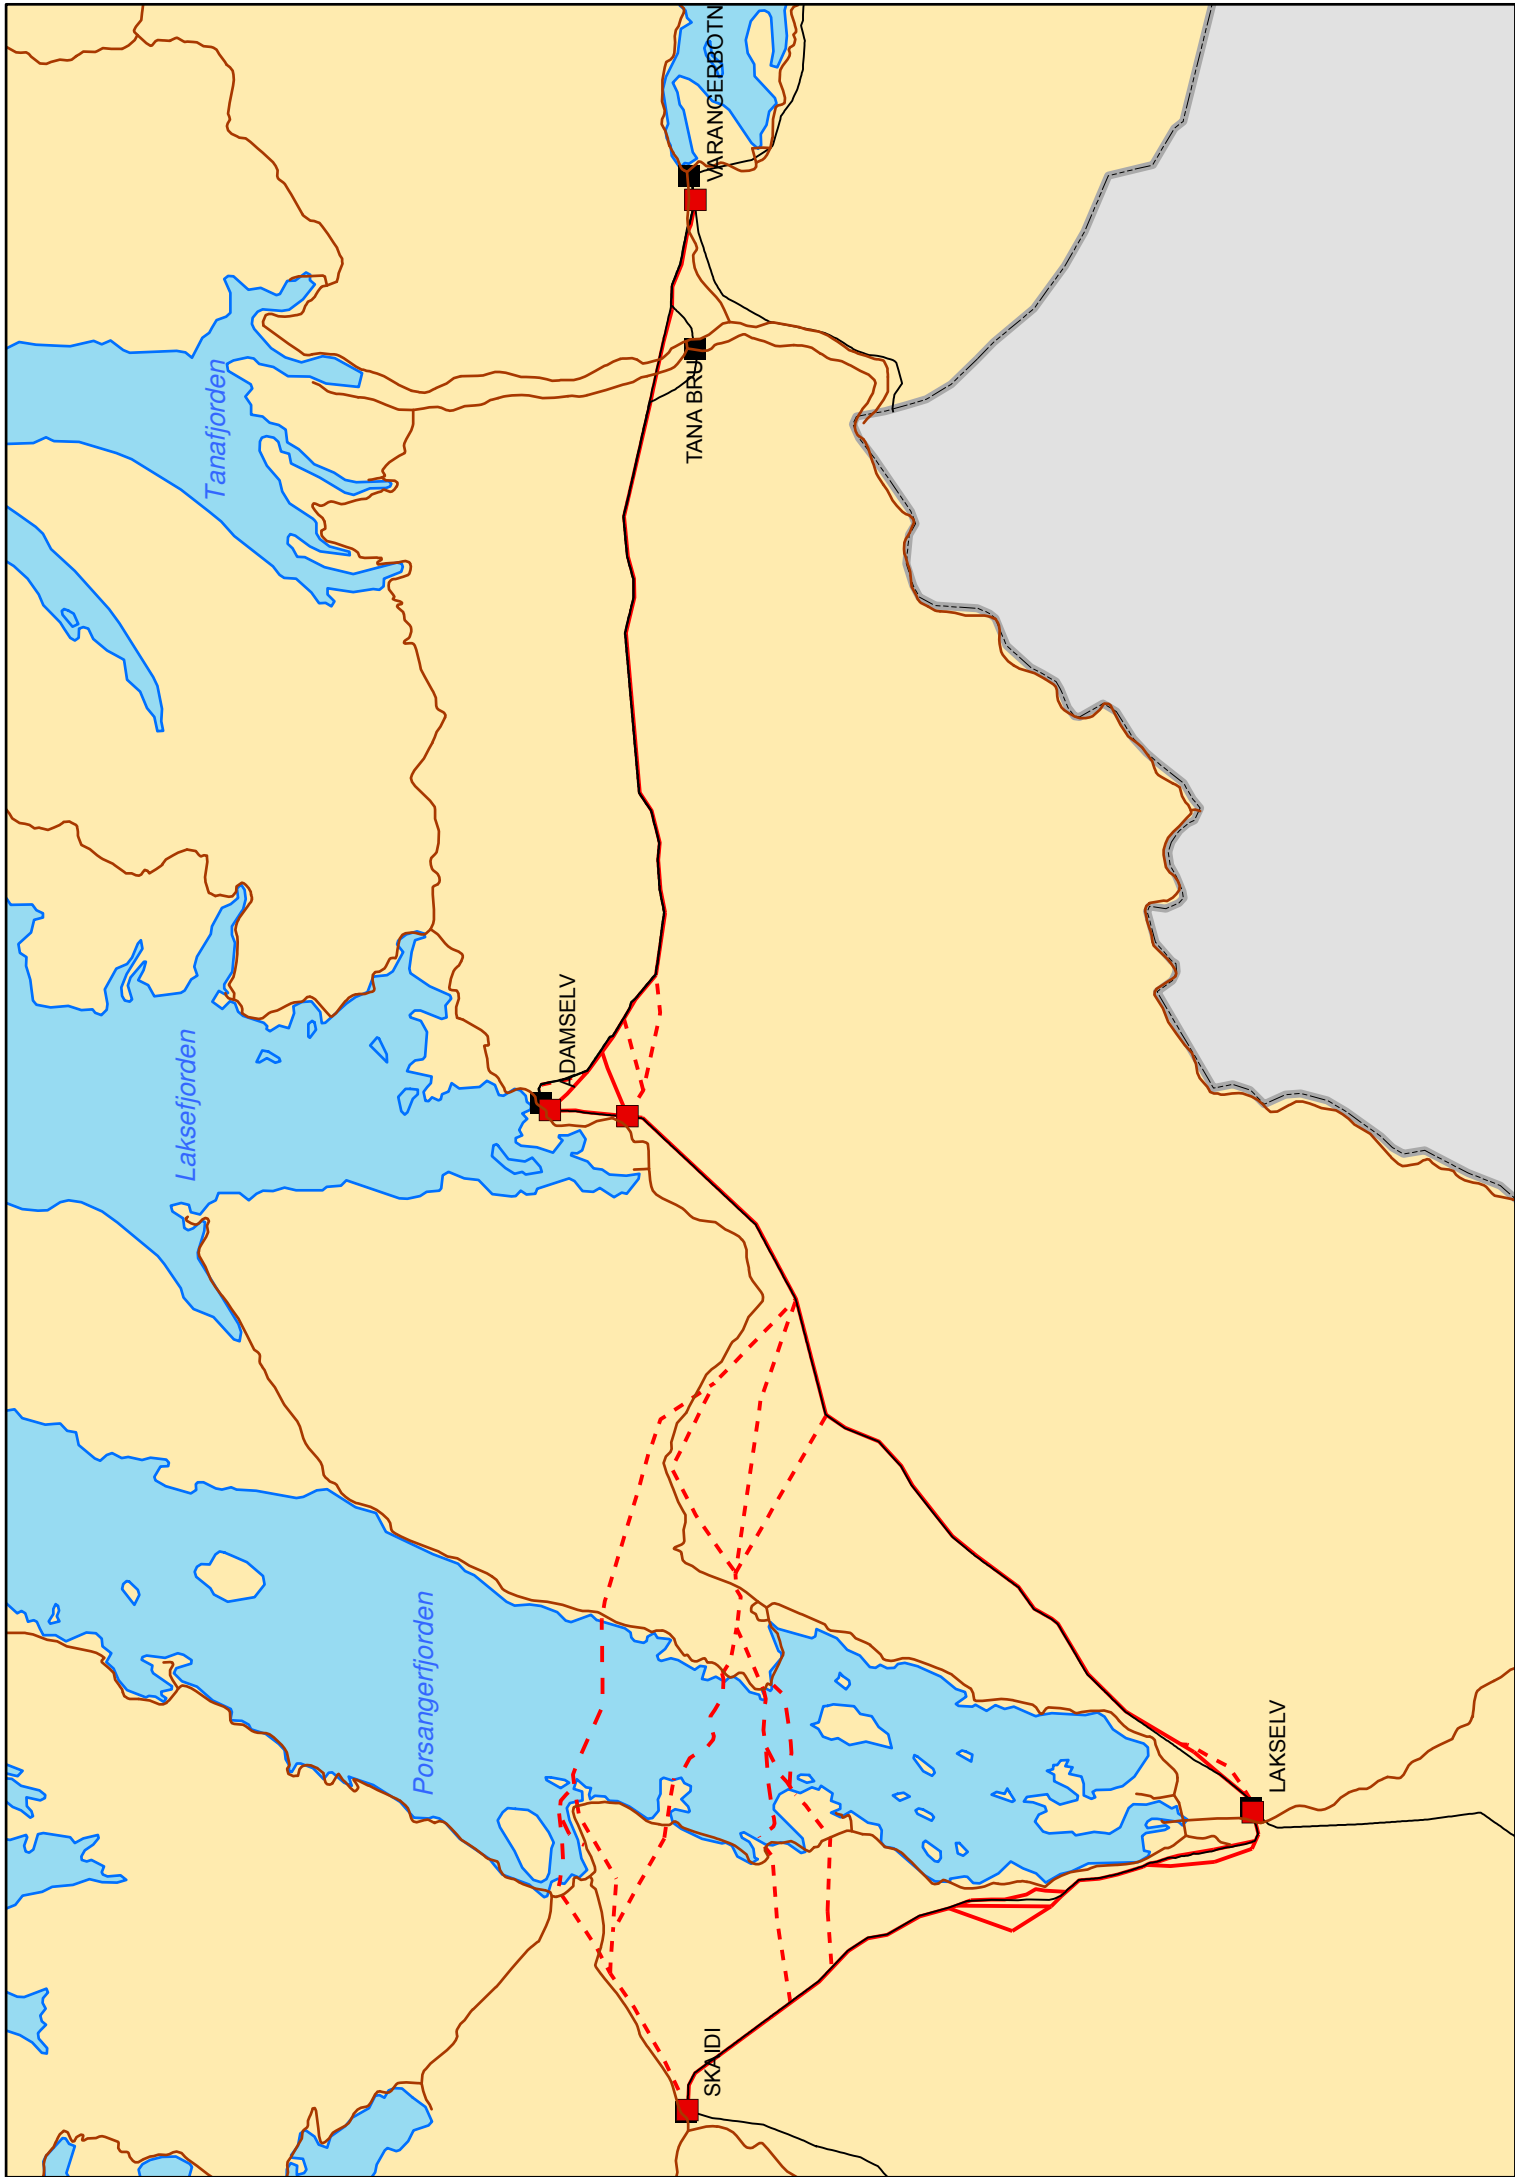 VARANGERBOTN
TANA BRU
Tanafjorden
ADAMSELV
Laksefjorden
Porsangerfjorden
LAKSELV
SKAIDI